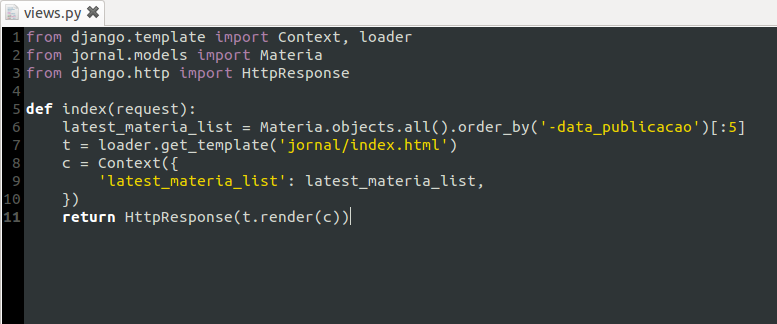 views.py
1 from django.template import Context, loader
2 from jornal.models import Materia
3 from django.http import HttpResponse
4
5 def index(request):
6     latest_materia_list = Materia.objects.all().order_by('-data_publicacao')[:5]
7     t = loader.get_template('jornal/index.html')
8     c = Context({
9         'latest_materia_list': latest_materia_list,
10     })
11     return HttpResponse(t.render(c))